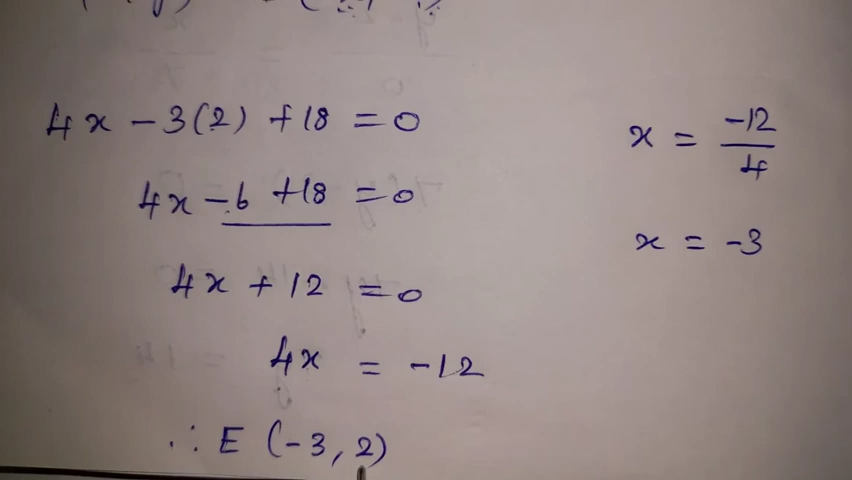 4x - 3(2) + 18 = 0
4x - 6 + 18 = 0
4x + 12 = 0
4x = -12
∴ E (-3, 2)
x = -12/4
x = -3